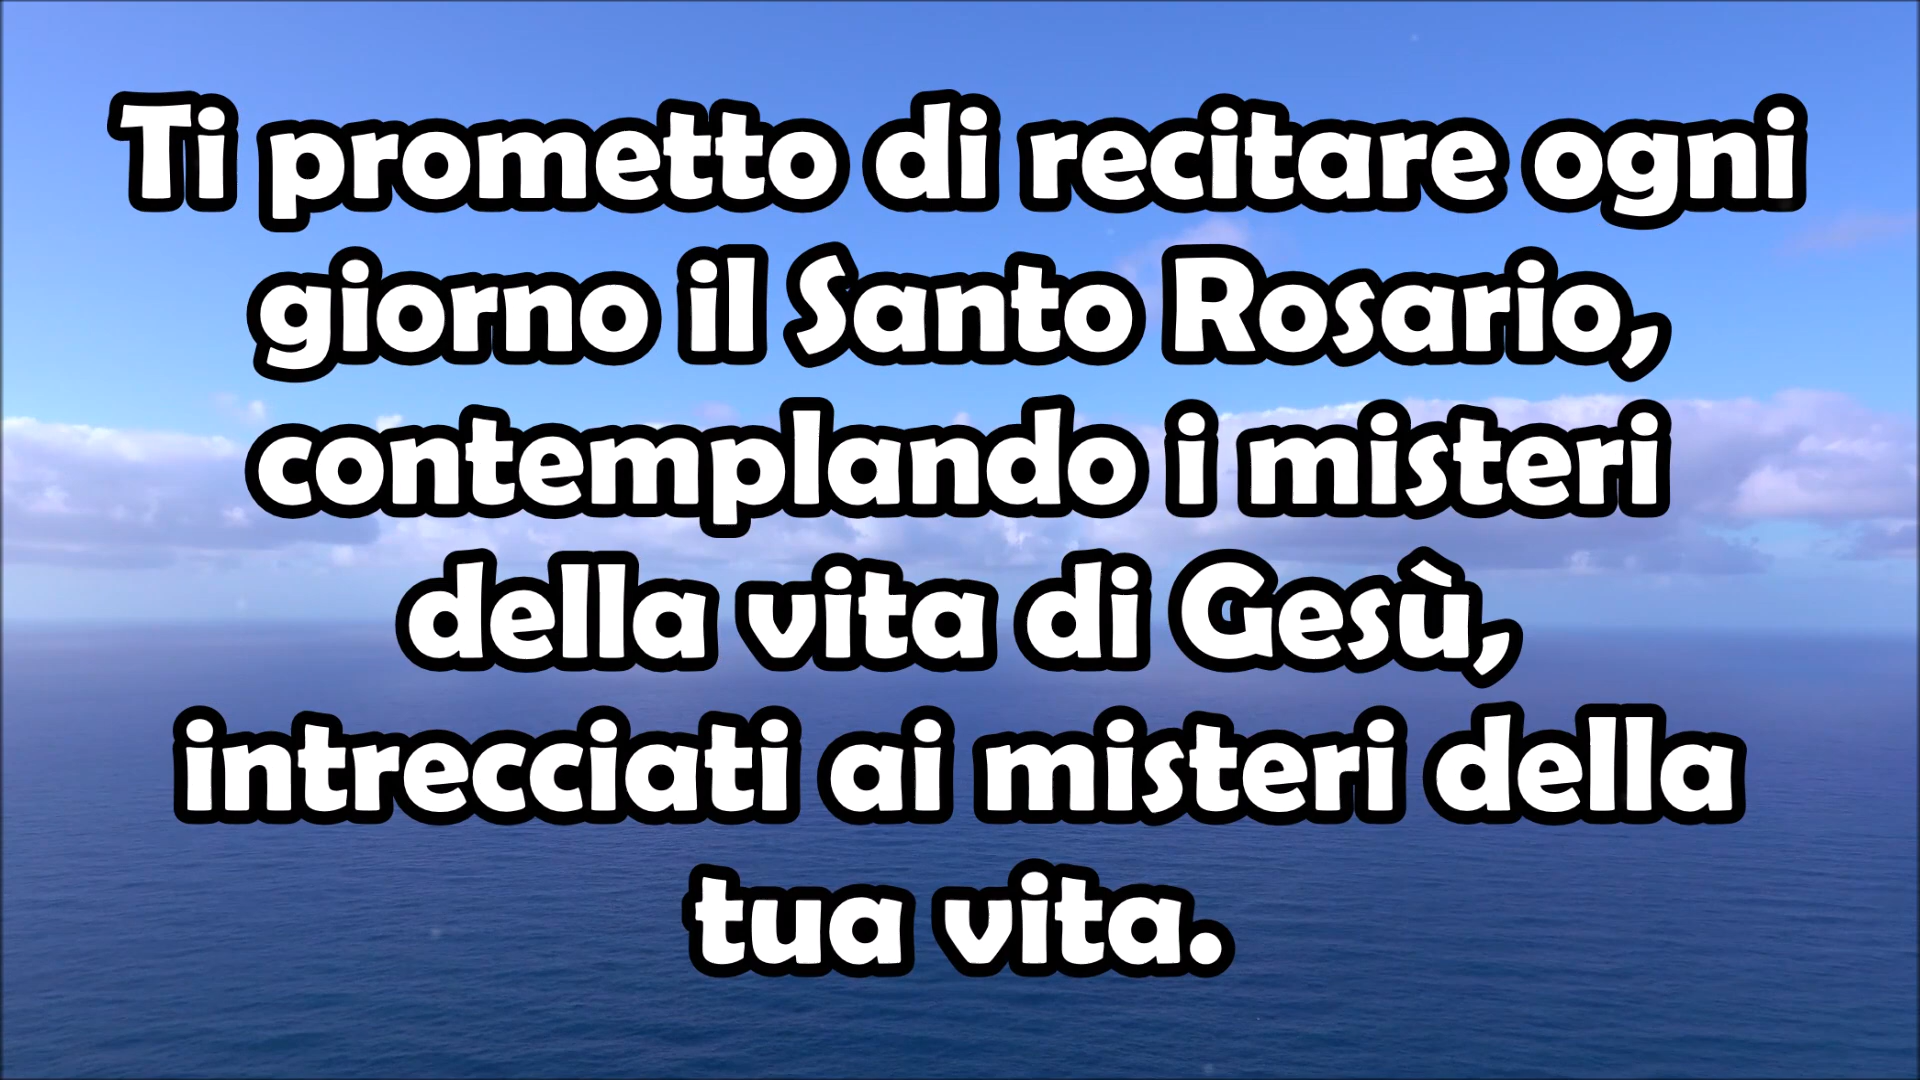 Ti prometto di recitare ogni
giorno il Santo Rosario,
contemplando i misteri
della vita di Gesù,
intrecciati ai misteri della
tua vita.